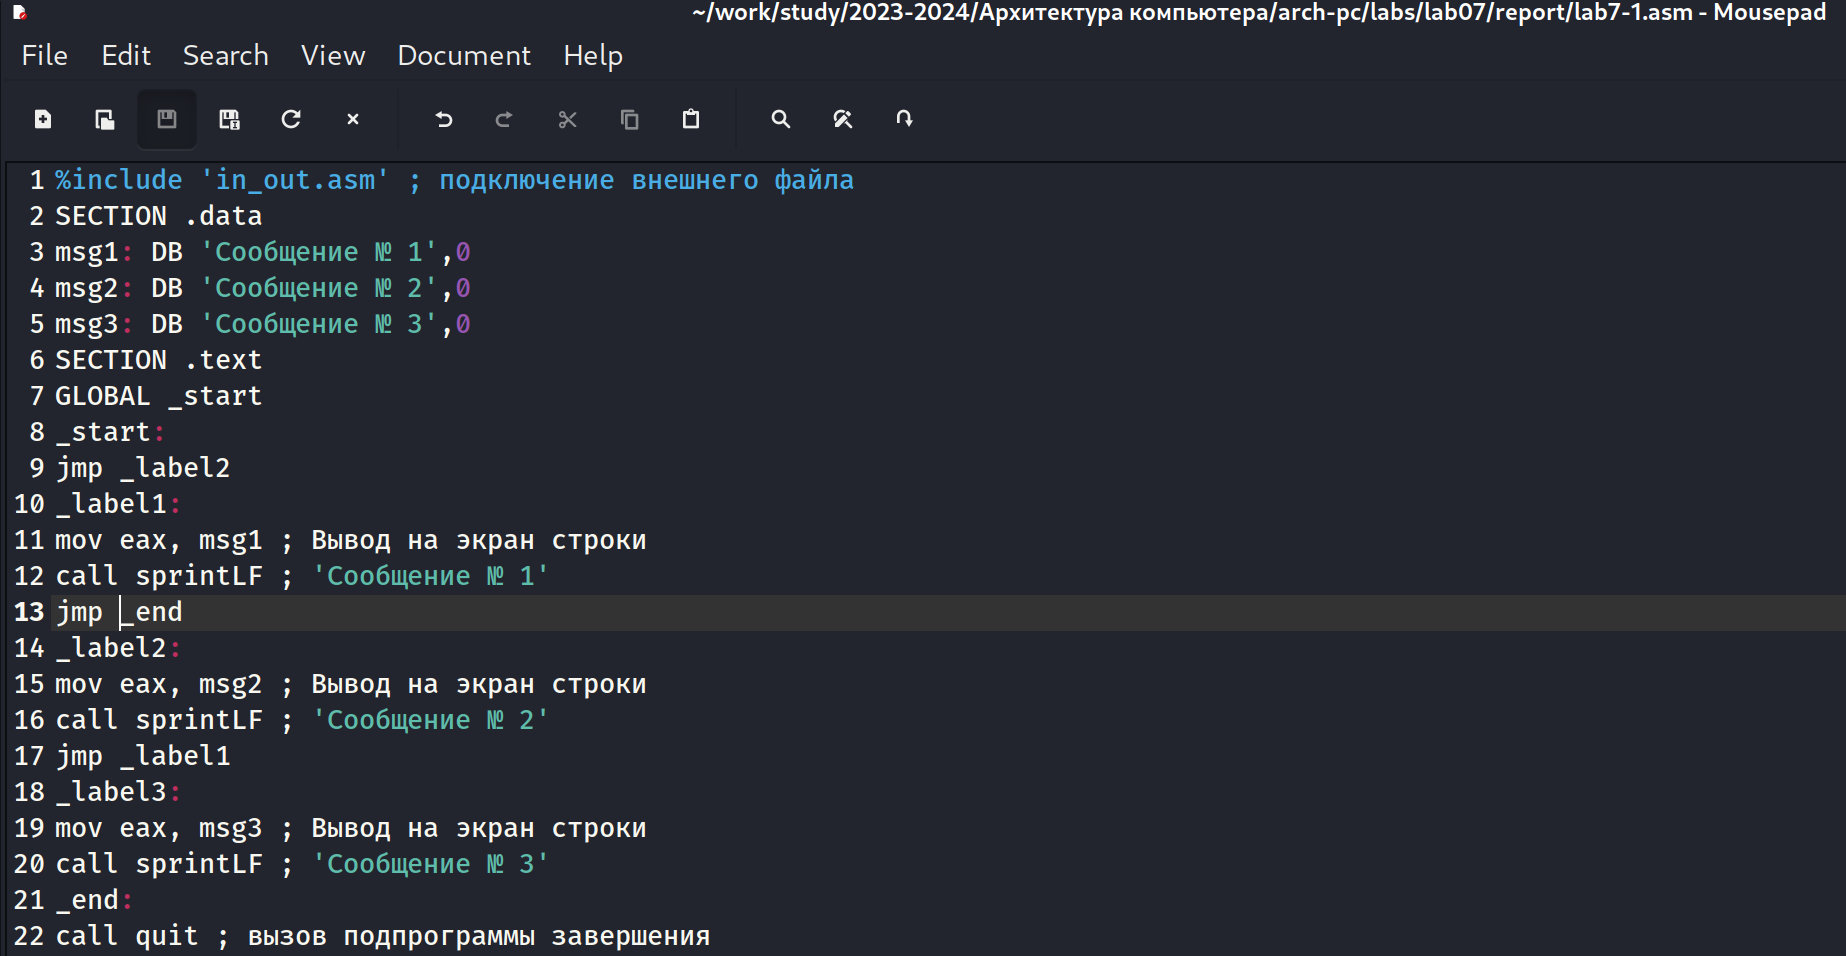 ~/work/study/2023-2024/Архитектура компьютера/arch-pc/labs/lab07/report/lab7-1.asm - Mousepad
File Edit Search View Document Help
1 %include 'in_out.asm' ; подключение внешнего файла
2 SECTION .data
3 msg1: DB 'Сообщение № 1',0
4 msg2: DB 'Сообщение № 2',0
5 msg3: DB 'Сообщение № 3',0
6 SECTION .text
7 GLOBAL _start
8 _start:
9 jmp _label2
10 _label1:
11 mov eax, msg1 ; Вывод на экран строки
12 call sprintLF ; 'Сообщение № 1'
13 jmp _end
14 _label2:
15 mov eax, msg2 ; Вывод на экран строки
16 call sprintLF ; 'Сообщение № 2'
17 jmp _label1
18 _label3:
19 mov eax, msg3 ; Вывод на экран строки
20 call sprintLF ; 'Сообщение № 3'
21 _end:
22 call quit ; вызов подпрограммы завершения